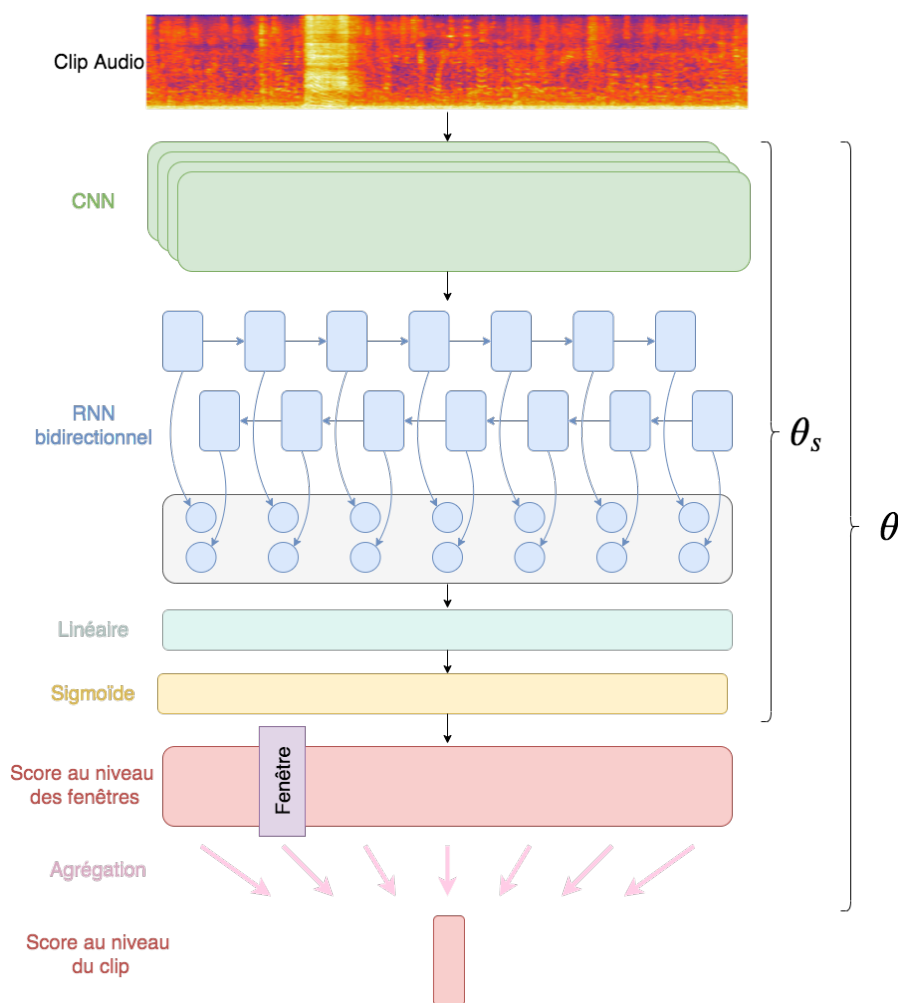 Clip Audio
CNN
RNN
bidirectionnel
θs
θ
Linéaire
Sigmoïde
Score au niveau
des fenêtres
Fenêtre
Agrégation
Score au niveau
du clip